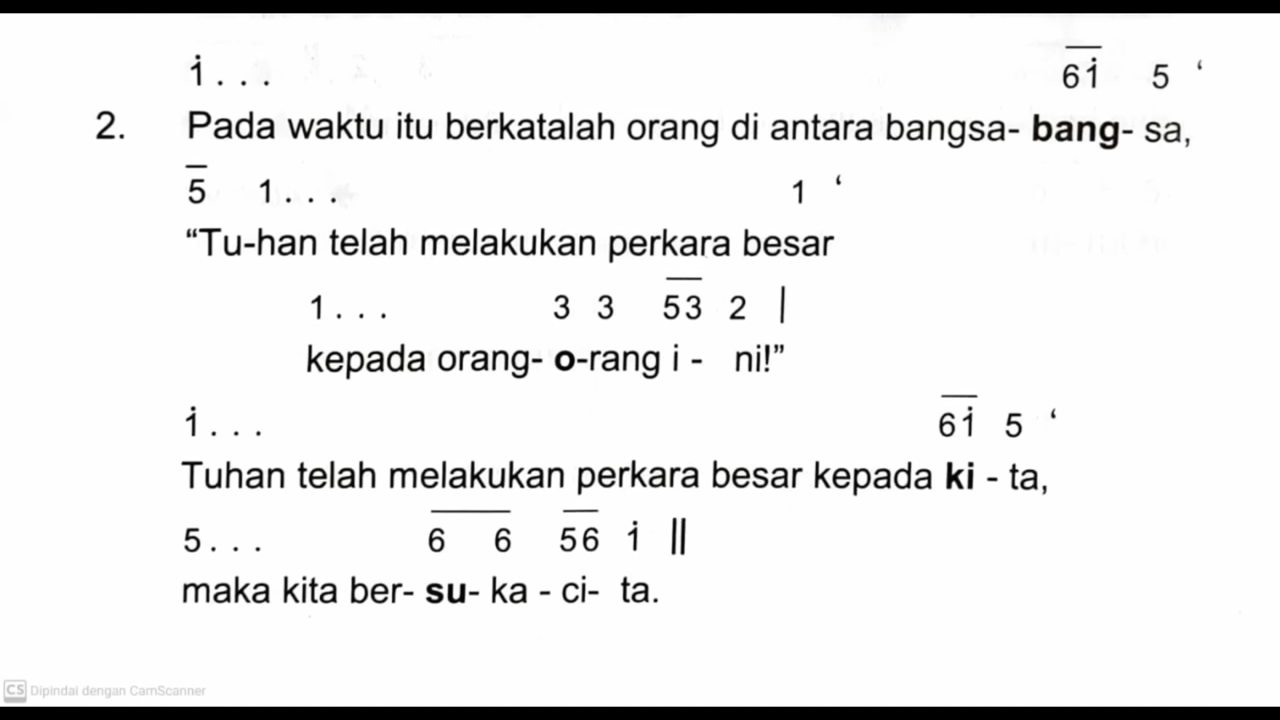 i̇ . . . 6i̇ 5 ‘
2. Pada waktu itu berkatalah orang di antara bangsa- bang- sa,
5 1 . . . 1 ‘
“Tu-han telah melakukan perkara besar
1 . . . 3 3 53 2 |
kepada orang- o-rang i - ni!”
i̇ . . . 6i̇ 5 ‘
Tuhan telah melakukan perkara besar kepada ki - ta,
5 . . . 6 6 56 i̇ ||
maka kita ber- su- ka - ci- ta.
CS Dipindai dengan CamScanner